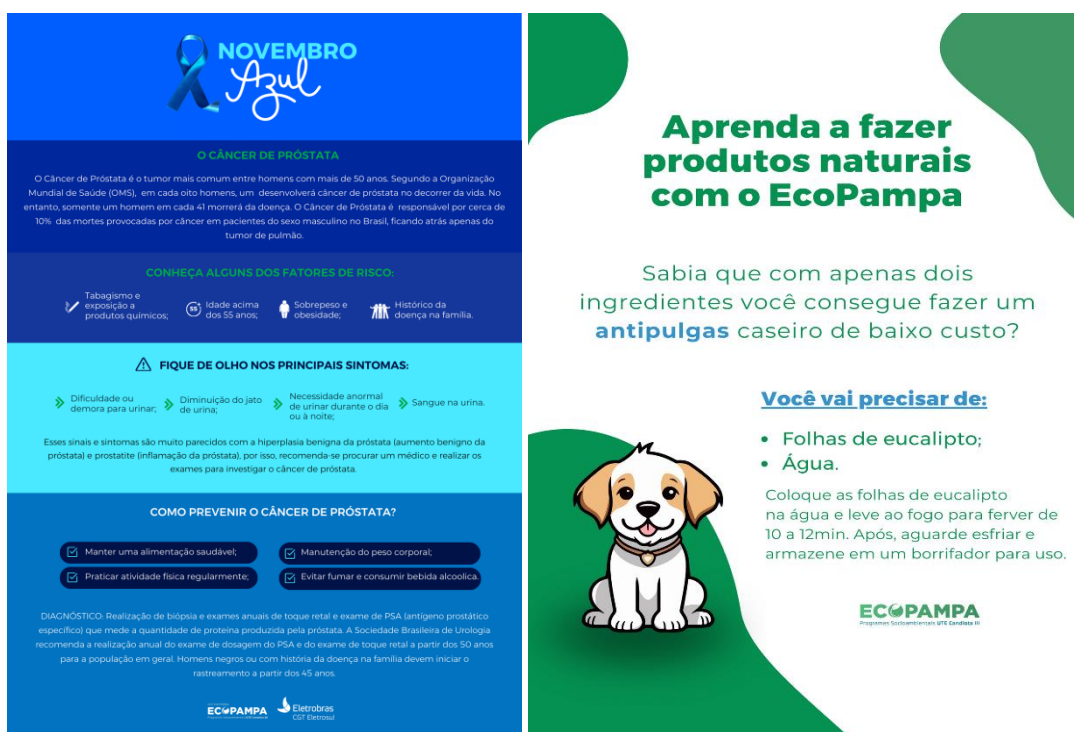 NOVEMBRO
Azul
O CÂNCER DE PRÓSTATA
O Câncer de Próstata é o tumor mais comum entre homens com mais de 50 anos. Segundo a Organização
Mundial de Saúde (OMS), em cada oito homens, um desenvolverá câncer de próstata no decorrer da vida. No
entanto, somente um homem em cada 41 morrerá da doença. O Câncer de Próstata é responsável por cerca de
10% das mortes provocadas por câncer em pacientes do sexo masculino no Brasil, ficando atrás apenas do
tumor de pulmão.
CONHEÇA ALGUNS DOS FATORES DE RISCO:
Tabagismo e
exposição a
produtos químicos;
55+
Idade acima
dos 55 anos;
Sobrepeso e
obesidade;
Histórico da
doença na família.
FIQUE DE OLHO NOS PRINCIPAIS SINTOMAS:
Dificuldade ou
demora para urinar;
Diminuição do jato
de urina;
Necessidade anormal
de urinar durante o dia
ou à noite;
Sangue na urina.
Esses sinais e sintomas são muito parecidos com a hiperplasia benigna da próstata (aumento benigno da
próstata) e prostatite (inflamação da próstata), por isso, recomenda-se procurar um médico e realizar os
exames para investigar o câncer de próstata.
COMO PREVENIR O CÂNCER DE PRÓSTATA?
Manter uma alimentação saudável;
Manutenção do peso corporal;
Praticar atividade física regularmente;
Evitar fumar e consumir bebida alcoolica.
DIAGNÓSTICO: Realização de biópsia e exames anuais de toque retal e exame de PSA (antígeno prostático
específico) que mede a quantidade de proteína produzida pela próstata. A Sociedade Brasileira de Urologia
recomenda a realização anual do exame de dosagem do PSA e do exame de toque retal a partir dos 50 anos
para a população em geral. Homens negros ou com história da doença na família devem iniciar o
rastreamento a partir dos 45 anos.
ECOPAMPA
Eletrobras
CGT Eletrosul
Aprenda a fazer
produtos naturais
com o EcoPampa
Sabia que com apenas dois
ingredientes você consegue fazer um
antipulgas caseiro de baixo custo?
Você vai precisar de:
• Folhas de eucalipto;
• Água.
Coloque as folhas de eucalipto
na água e leve ao fogo para ferver de
10 a 12min. Após, aguarde esfriar e
armazene em um borrifador para uso.
ECOPAMPA
Programas Socioambientais UTE Candiota III